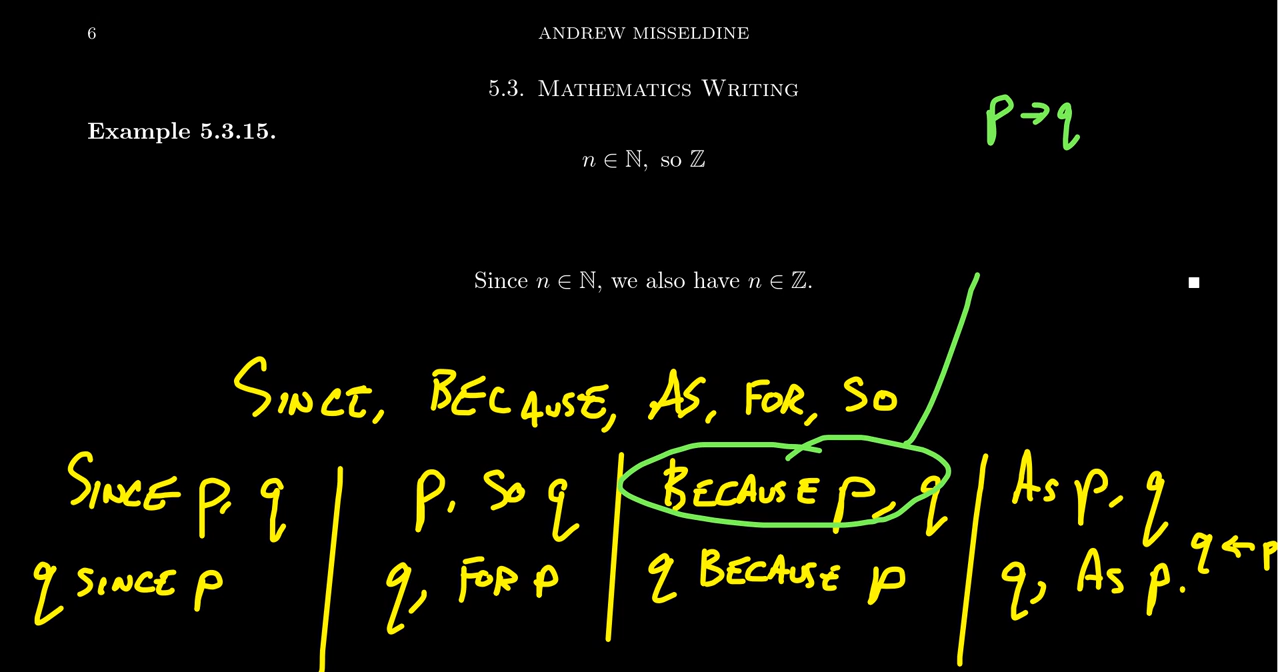 6 ANDREW MISSELDINE
5.3. MATHEMATICS WRITING
Example 5.3.15.
p → q
n ∈ ℕ, so ℤ
Since n ∈ ℕ, we also have n ∈ ℤ. ■
SINCE, BECAUSE, AS, FOR, SO
SINCE p, q | p, SO q | BECAUSE p, q | AS p, q
q SINCE p | q, FOR p | q BECAUSE p | q, AS p. q ← p